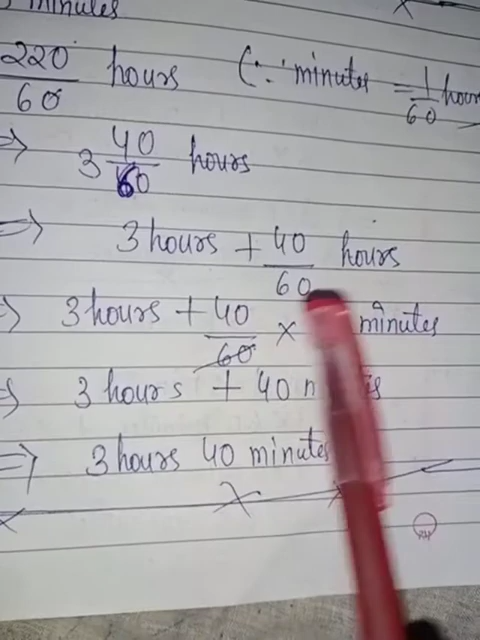 minutes
220/60 hours (∵ minutes = 1/60 hour
⇒ 3 40/60 hours
⇒ 3 hours + 40/60 hours
⇒ 3 hours + 40/60 × minutes
⇒ 3 hours + 40
⇒ 3 hours 40 minutes